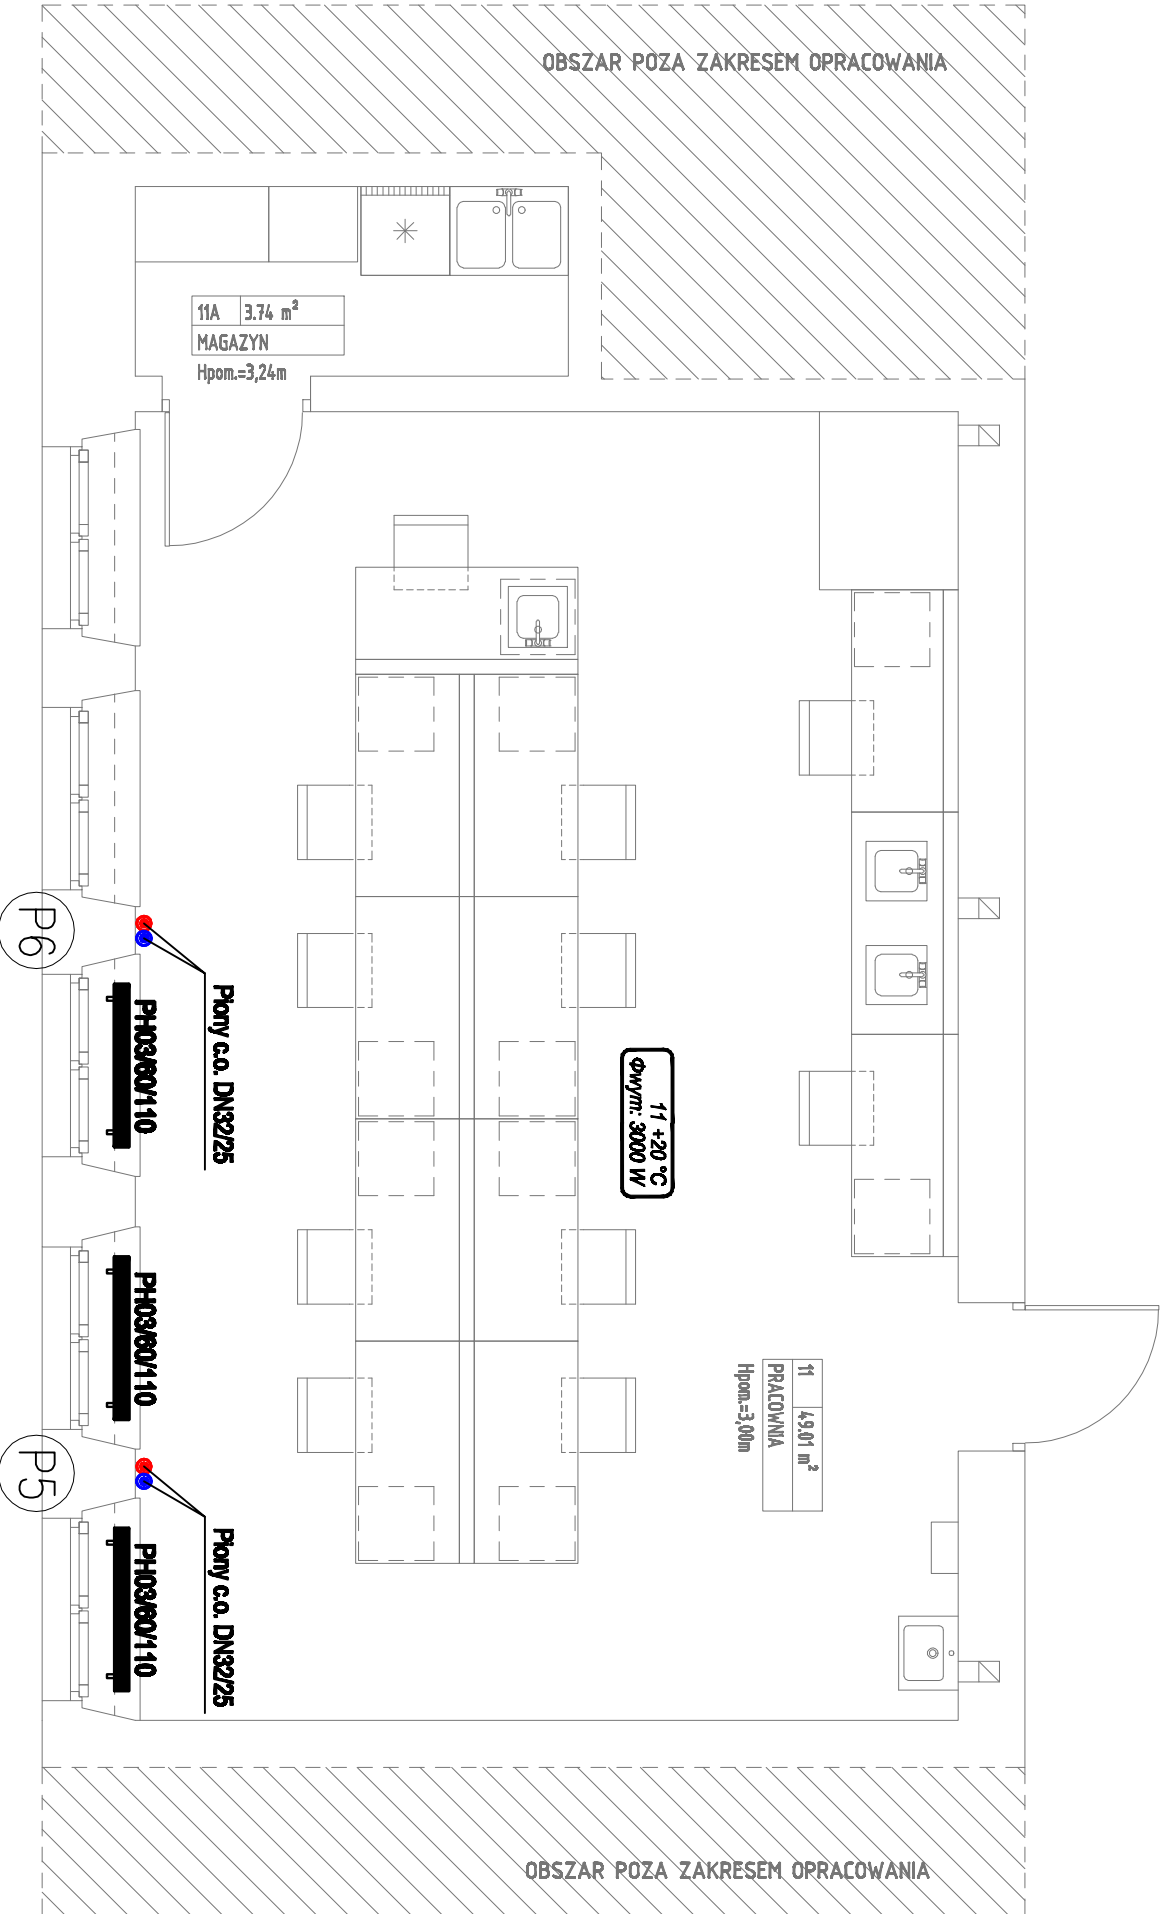 OBSZAR POZA ZAKRESEM OPRACOWANIA
11A 3.74 m²
MAGAZYN
Hpom.=3,24m
P6
Piony c.o. DN32/25
PH03/60/110
11 +20 °C
Φwym: 3000 W
PH03/60/110
11 49.01 m²
PRACOWNIA
Hpom.=3,00m
P5
Piony c.o. DN32/25
PH03/60/110
OBSZAR POZA ZAKRESEM OPRACOWANIA